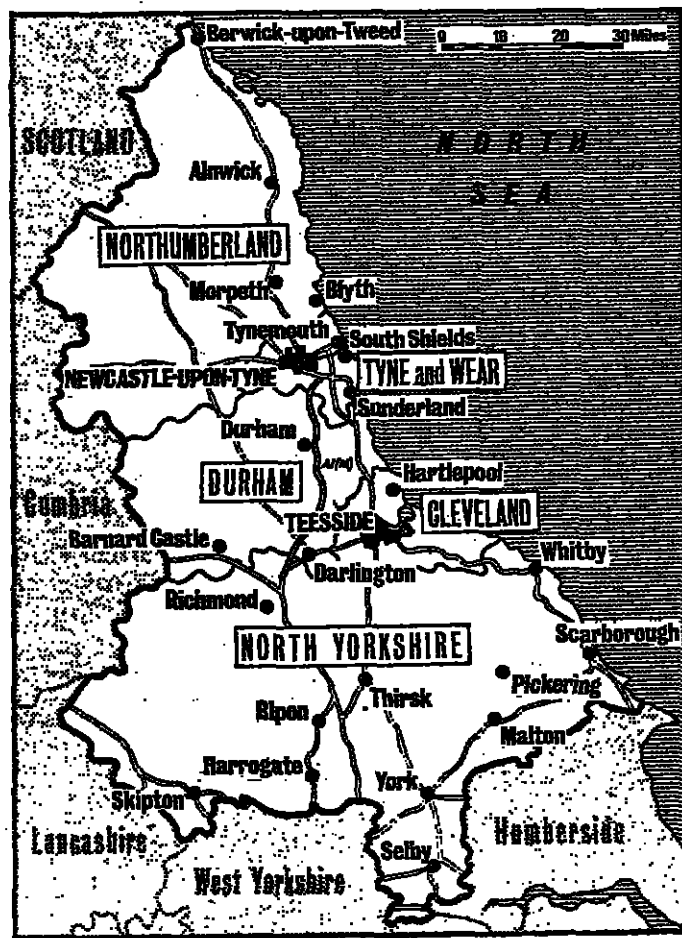 Berwick-upon-Tweed
0 10 20 30 Miles
SCOTLAND
NORTH
SEA
Alnwick
NORTHUMBERLAND
Morpeth
Blyth
Tynemouth
South Shields
NEWCASTLE-UPON-TYNE
TYNE and WEAR
Sunderland
Durham
A1(M)
DURHAM
Hartlepool
Cumbria
CLEVELAND
TEESSIDE
Barnard Castle
Darlington
Whitby
Richmond
NORTH YORKSHIRE
Scarborough
Pickering
Thirsk
Ripon
Malton
Harrogate
York
Skipton
Lancashire
Humberside
Selby
West Yorkshire